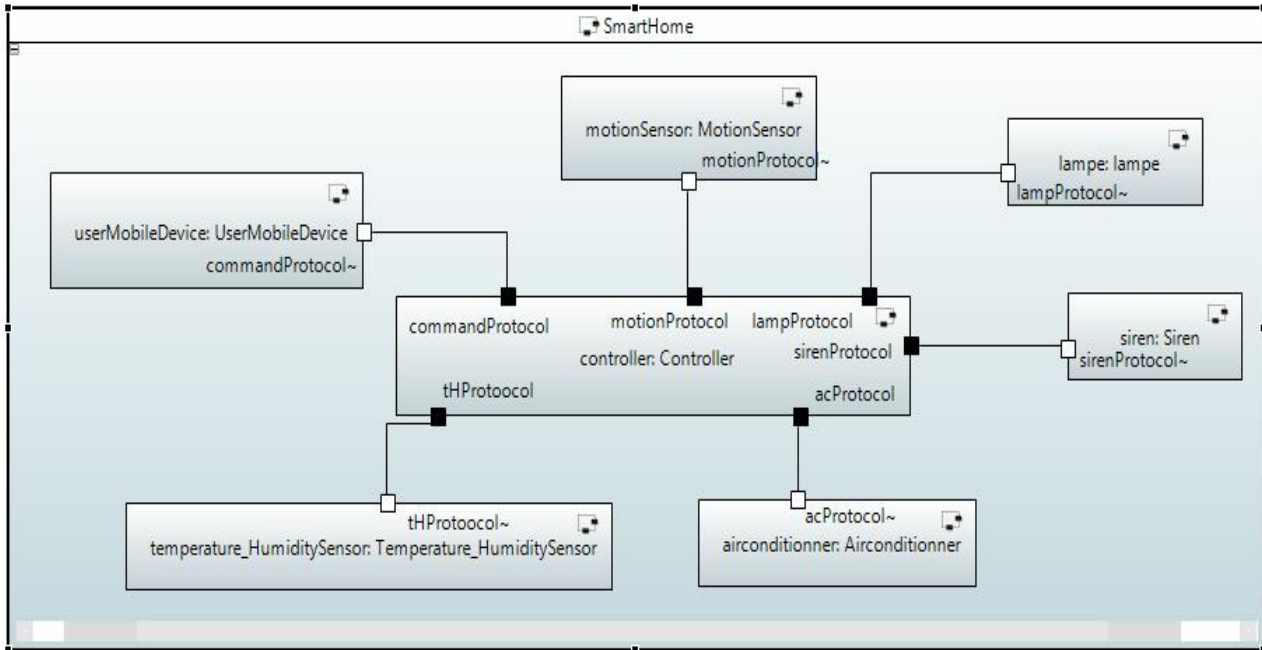 SmartHome
motionSensor: MotionSensor
motionProtocol~
lampe: lampe
lampProtocol~
userMobileDevice: UserMobileDevice
commandProtocol~
commandProtocol
motionProtocol
lampProtocol
sirenProtocol
controller: Controller
tHProtoocol
acProtocol
siren: Siren
sirenProtocol~
tHProtoocol~
temperature_HumiditySensor: Temperature_HumiditySensor
acProtocol~
airconditionner: Airconditionner